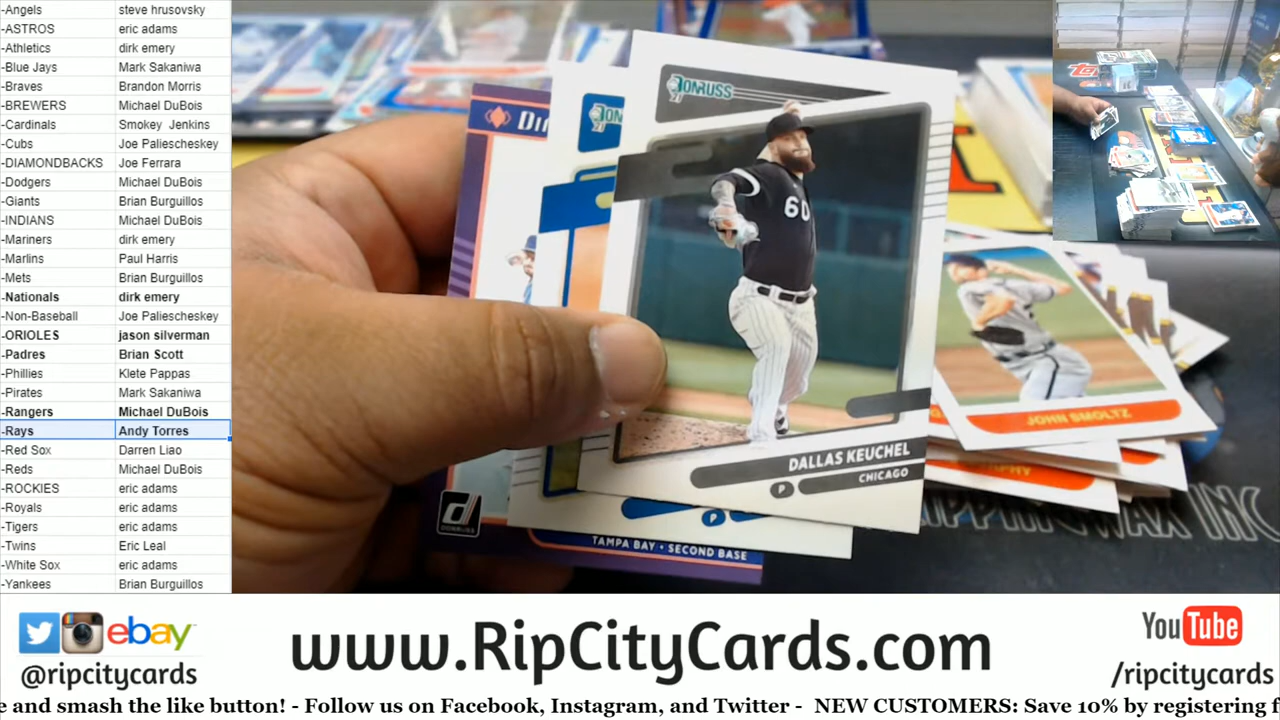 -Angels steve hrusovsky
-ASTROS eric adams
-Athletics dirk emery
-Blue Jays Mark Sakaniwa
-Braves Brandon Morris
-BREWERS Michael DuBois
-Cardinals Smokey Jenkins
-Cubs Joe Paliescheskey
-DIAMONDBACKS Joe Ferrara
-Dodgers Michael DuBois
-Giants Brian Burguillos
-INDIANS Michael DuBois
-Mariners dirk emery
-Marlins Paul Harris
-Mets Brian Burguillos
-Nationals dirk emery
-Non-Baseball Joe Paliescheskey
-ORIOLES jason silverman
-Padres Brian Scott
-Phillies Klete Pappas
-Pirates Mark Sakaniwa
-Rangers Michael DuBois
-Rays Andy Torres
-Red Sox Darren Liao
-Reds Michael DuBois
-ROCKIES eric adams
-Royals eric adams
-Tigers eric adams
-Twins Eric Leal
-White Sox eric adams
-Yankees Brian Burguillos
DONRUSS
60
DALLAS KEUCHEL
P CHICAGO
P
DONRUSS
TAMPA BAY • SECOND BASE
JOHN SMOLTZ
INC
ebay
@ripcitycards
www.RipCityCards.com
YouTube
/ripcitycards
e and smash the like button! - Follow us on Facebook, Instagram, and Twitter - NEW CUSTOMERS: Save 10% by registering f